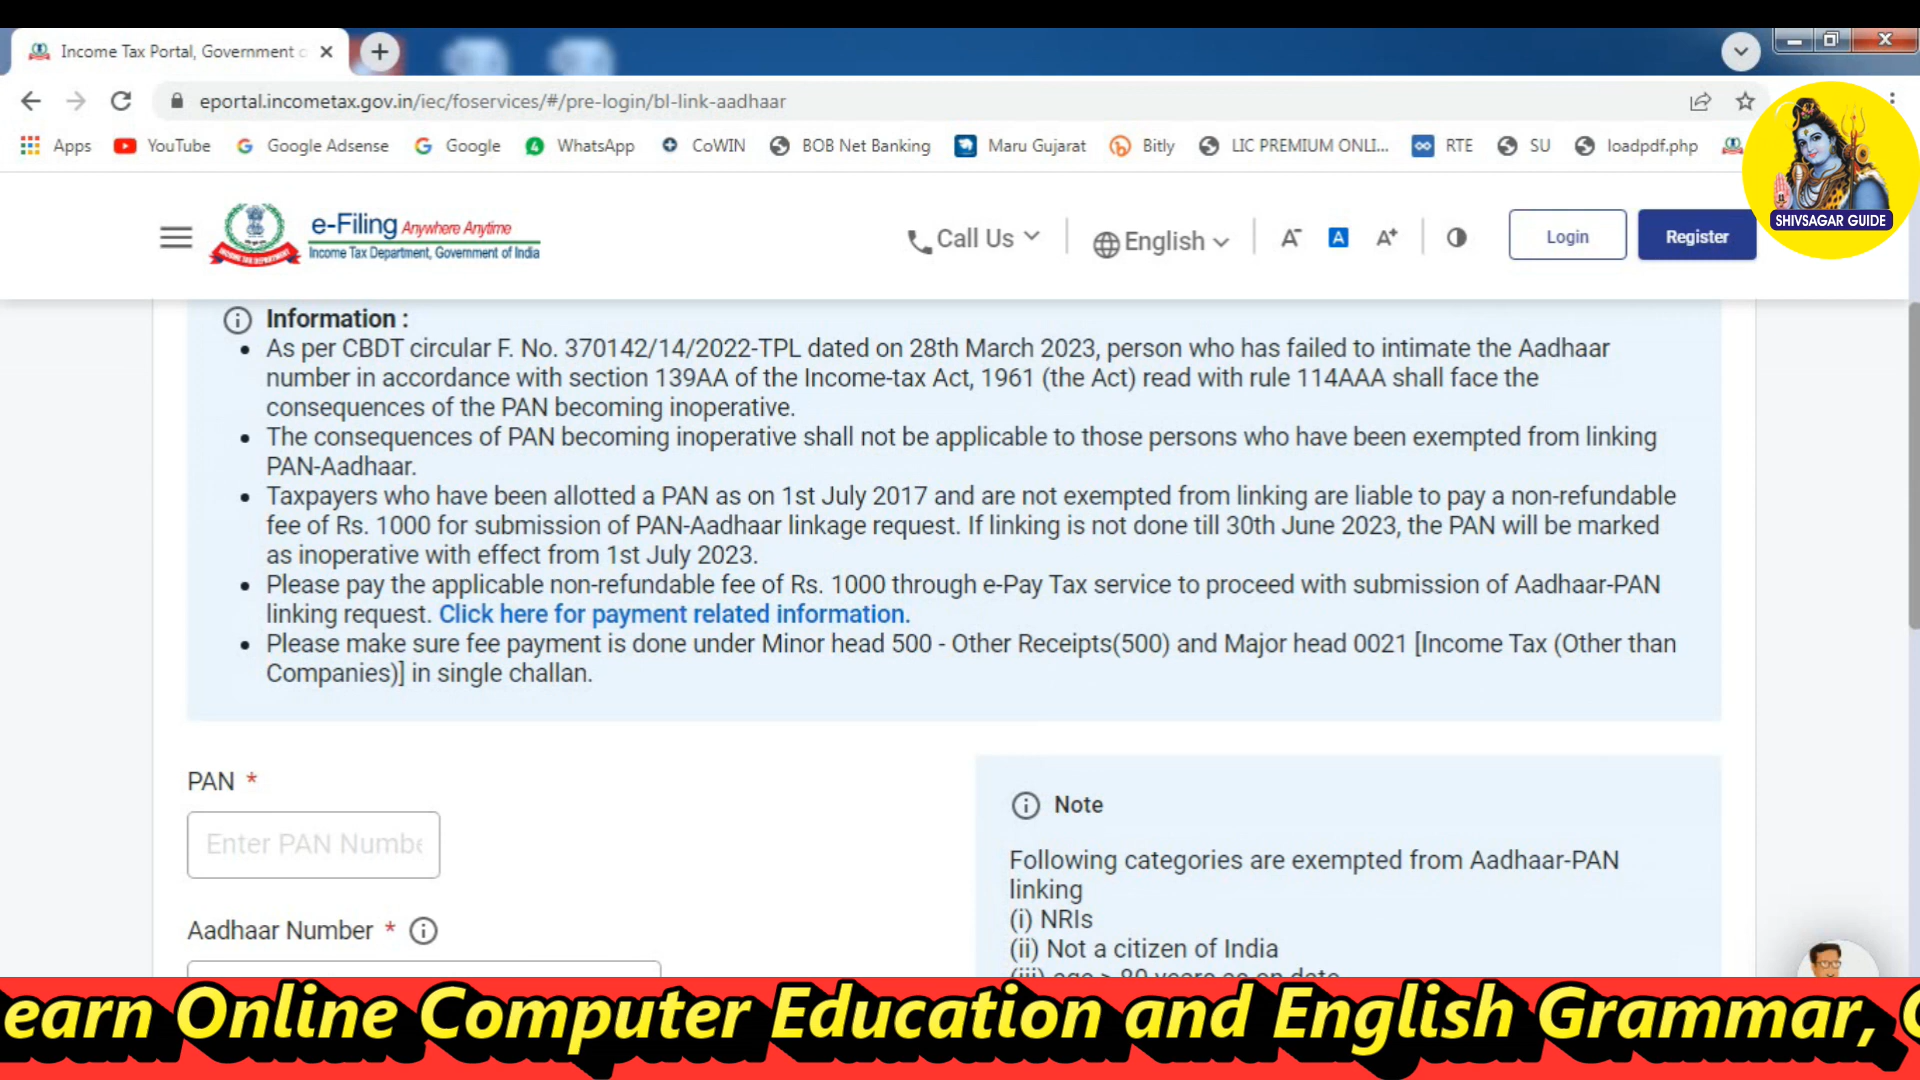 Income Tax Portal, Government o
eportal.incometax.gov.in/iec/foservices/#/pre-login/bl-link-aadhaar
Apps YouTube Google Adsense Google WhatsApp CoWIN BOB Net Banking Maru Gujarat Bitly LIC PREMIUM ONLI... RTE SU loadpdf.php
SHIVSAGAR GUIDE
e-Filing Anywhere Anytime
Income Tax Department, Government of India
Call Us English A- A A+ Login Register
Information :
As per CBDT circular F. No. 370142/14/2022-TPL dated on 28th March 2023, person who has failed to intimate the Aadhaar
number in accordance with section 139AA of the Income-tax Act, 1961 (the Act) read with rule 114AAA shall face the
consequences of the PAN becoming inoperative.
The consequences of PAN becoming inoperative shall not be applicable to those persons who have been exempted from linking
PAN-Aadhaar.
Taxpayers who have been allotted a PAN as on 1st July 2017 and are not exempted from linking are liable to pay a non-refundable
fee of Rs. 1000 for submission of PAN-Aadhaar linkage request. If linking is not done till 30th June 2023, the PAN will be marked
as inoperative with effect from 1st July 2023.
Please pay the applicable non-refundable fee of Rs. 1000 through e-Pay Tax service to proceed with submission of Aadhaar-PAN
linking request. Click here for payment related information.
Please make sure fee payment is done under Minor head 500 - Other Receipts(500) and Major head 0021 [Income Tax (Other than
Companies)] in single challan.
PAN *
Enter PAN Numbe
Aadhaar Number *
Note
Following categories are exempted from Aadhaar-PAN
linking
(i) NRIs
(ii) Not a citizen of India
earn Online Computer Education and English Grammar,